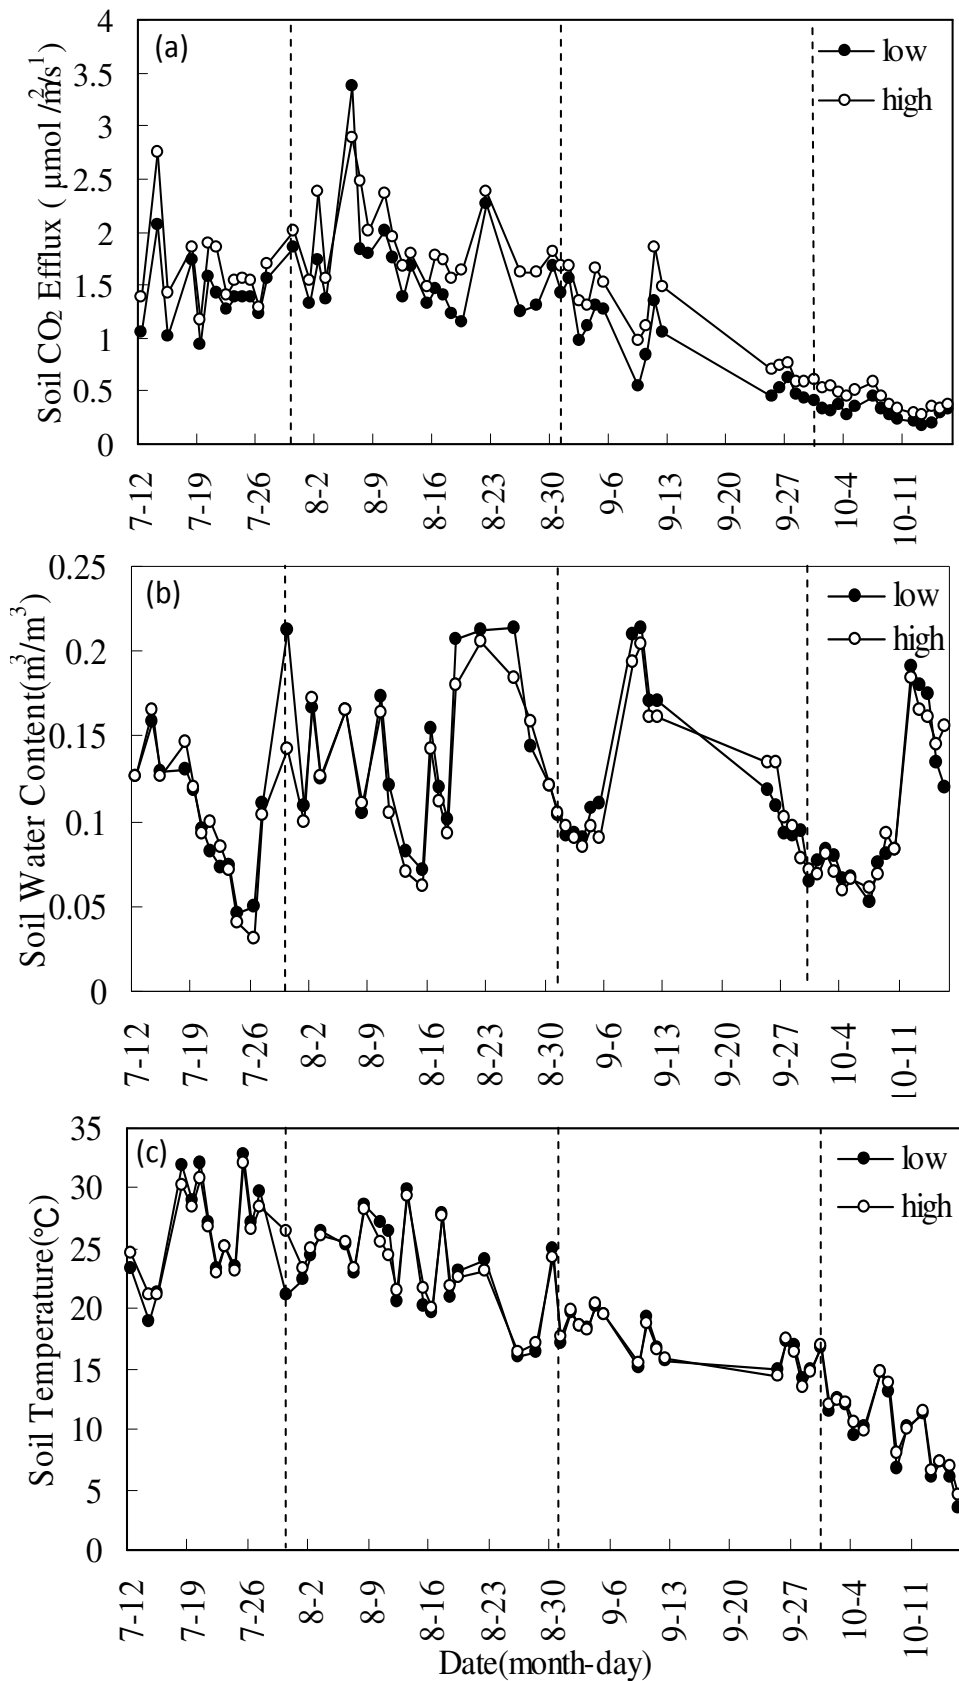 (a)
low
high
Soil CO₂ Efflux ( μmol /m²/s¹)
4
3.5
3
2.5
2
1.5
1
0.5
0
7-12 7-19 7-26 8-2 8-9 8-16 8-23 8-30 9-6 9-13 9-20 9-27 10-4 10-11
(b)
low
high
Soil Water Content(m³/m³)
0.25
0.2
0.15
0.1
0.05
0
7-12 7-19 7-26 8-2 8-9 8-16 8-23 8-30 9-6 9-13 9-20 9-27 10-4 10-11
(c)
low
high
Soil Temperature(℃)
35
30
25
20
15
10
5
0
7-12 7-19 7-26 8-2 8-9 8-16 8-23 8-30 9-6 9-13 9-20 9-27 10-4 10-11
Date(month-day)